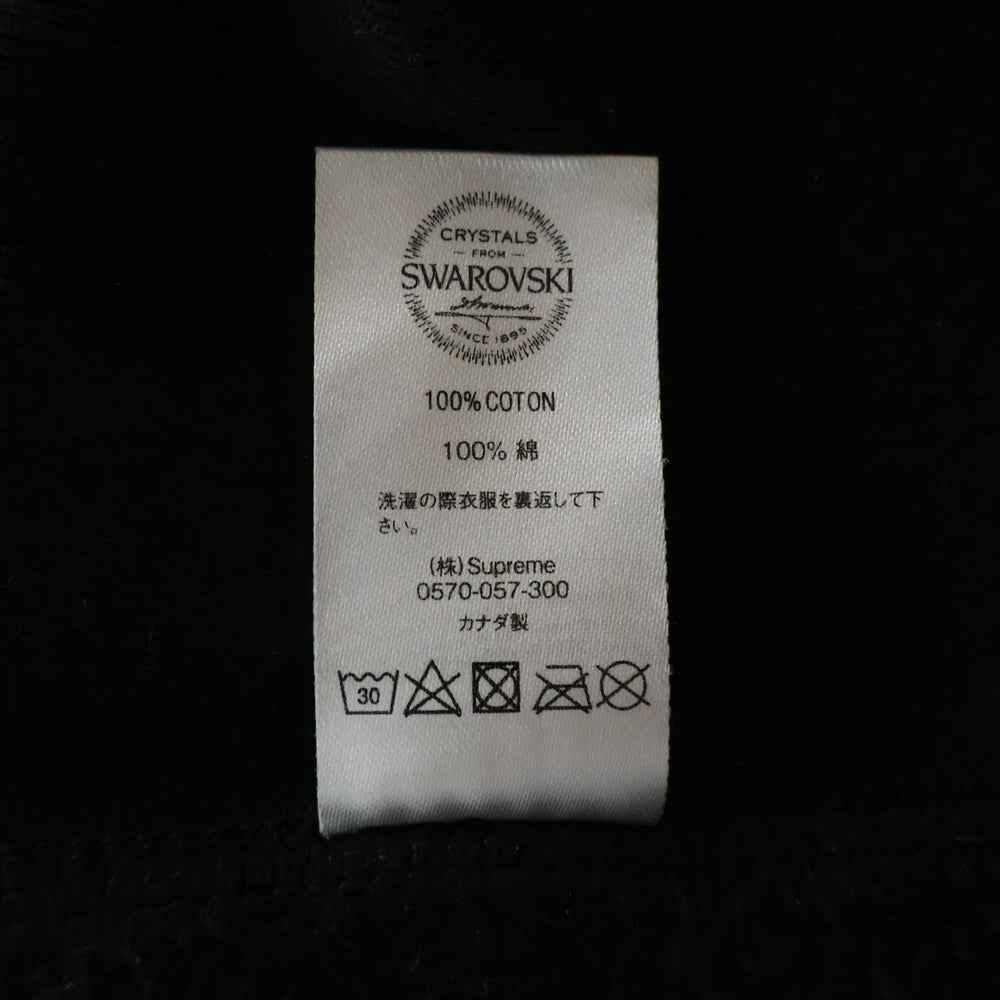 CRYSTALS
— FROM —
SWAROVSKI
SINCE 1895
100% COTON
100% 綿
洗濯の際衣服を裏返して下
さい。
(株)Supreme
0570-057-300
カナダ製
30